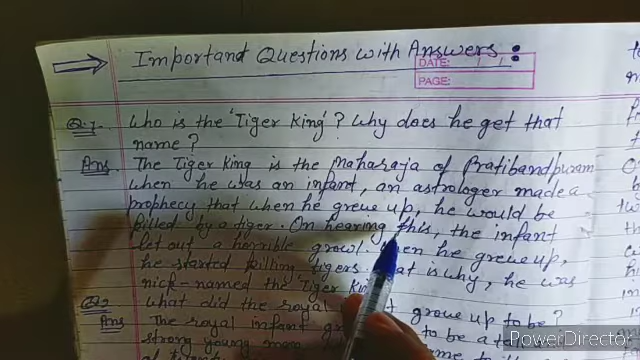 Important Questions with Answers :
DATE: / /
PAGE:
Q.1 Who is the 'Tiger King'? Why does he get that
name?
Ans. The Tiger King is the Maharaja of Pratibandpuram
when he was an infant, an astrologer made a
prophecy that when he grew up, he would be
killed by a tiger. On hearing this, the infant
let out a horrible growl. When he grew up,
he started killing tigers. That is why, he was
nick-named the 'Tiger
Q.2 What did the royal grow up to be?
Ans The royal infant to be a
strong young man
PowerDirector